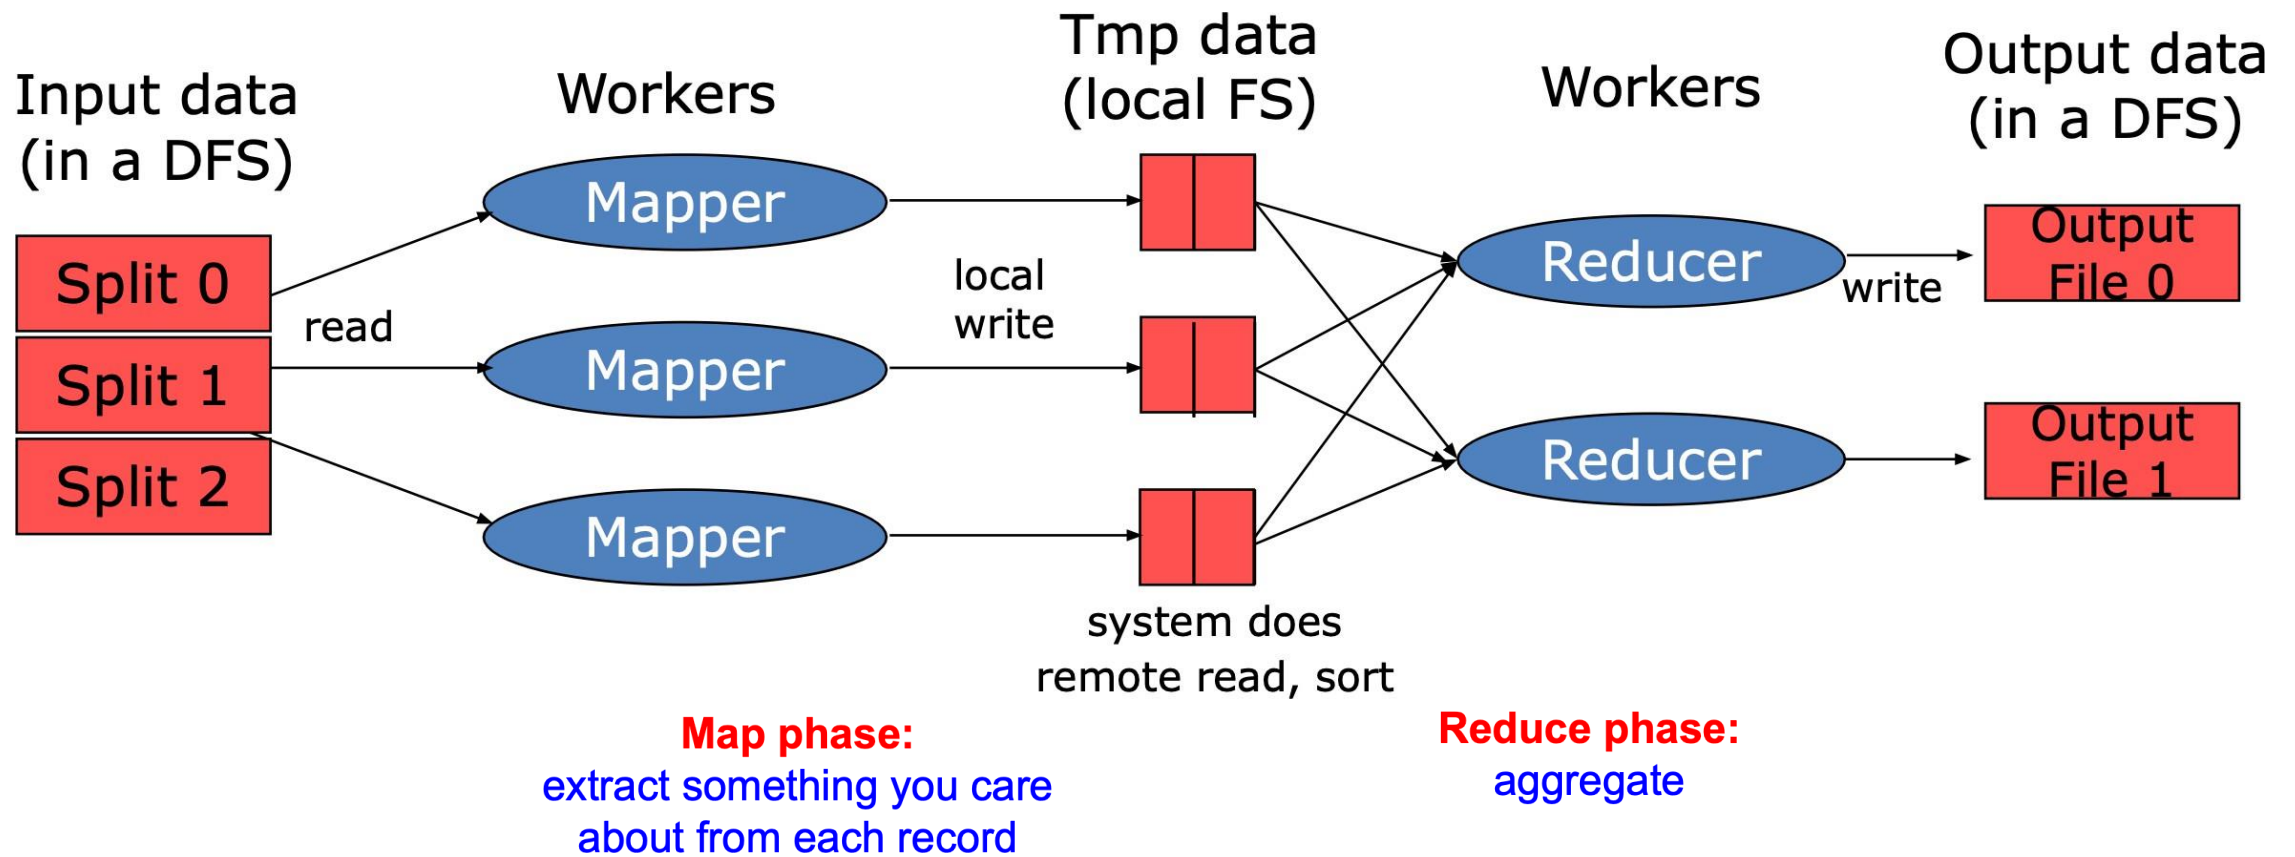 Input data
(in a DFS)
Workers
Tmp data
(local FS)
Workers
Output data
(in a DFS)
Split 0
Split 1
Split 2
read
Mapper
Mapper
Mapper
local
write
system does
remote read, sort
Reducer
Reducer
write
Output
File 0
Output
File 1
Map phase:
extract something you care
about from each record
Reduce phase:
aggregate